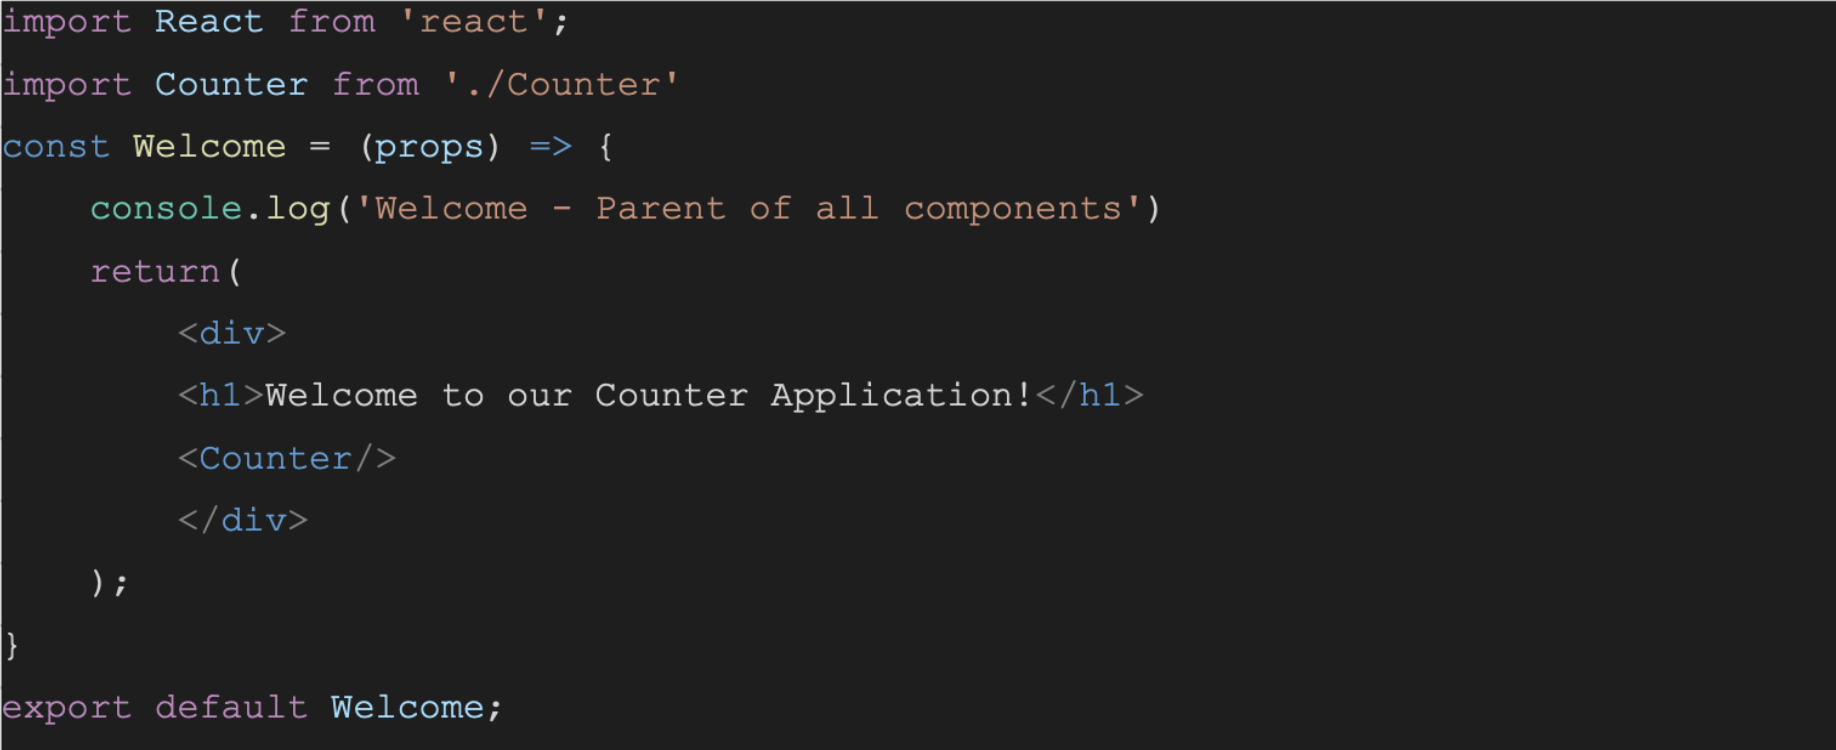 import React from 'react';
import Counter from './Counter'
const Welcome = (props) => {
    console.log('Welcome - Parent of all components')
    return(
        <div>
        <h1>Welcome to our Counter Application!</h1>
        <Counter/>
        </div>
    );
}
export default Welcome;